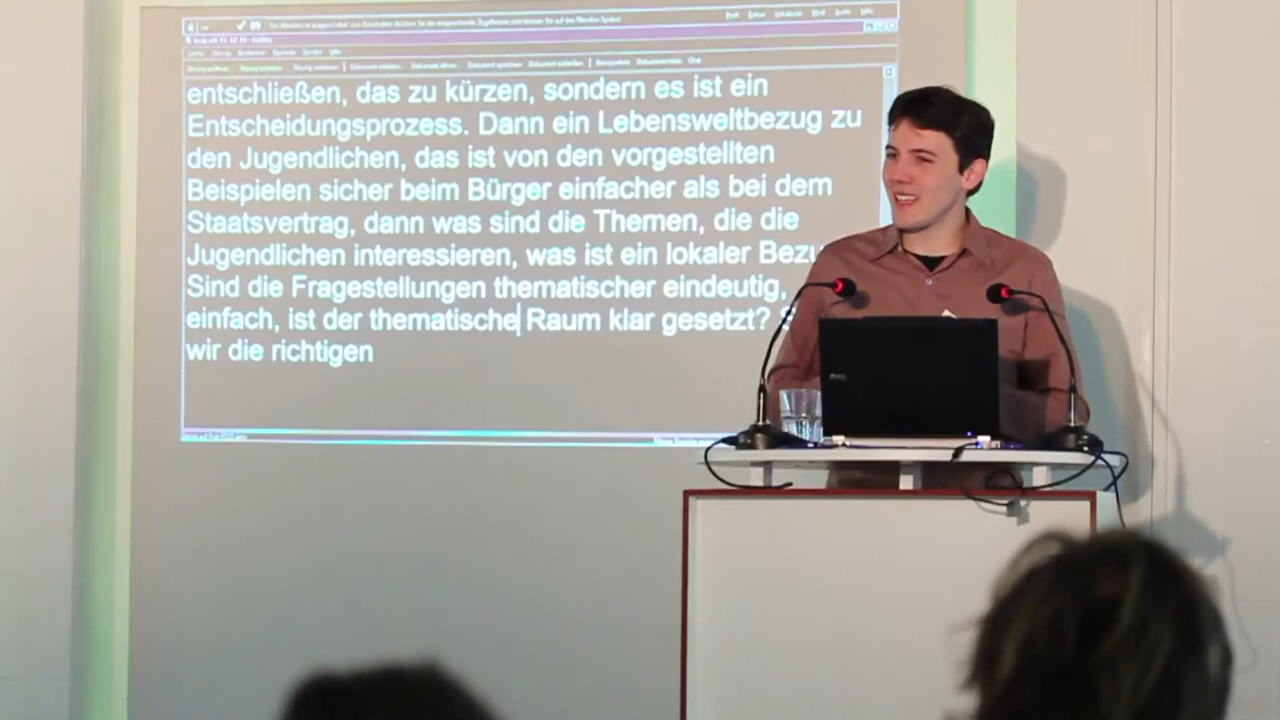 entschließen, das zu kürzen, sondern es ist ein
Entscheidungsprozess. Dann ein Lebensweltbezug zu
den Jugendlichen, das ist von den vorgestellten
Beispielen sicher beim Bürger einfacher als bei dem
Staatsvertrag, dann was sind die Themen, die die
Jugendlichen interessieren, was ist ein lokaler Bezu
Sind die Fragestellungen thematischer eindeutig,
einfach, ist der thematische Raum klar gesetzt? S
wir die richtigen